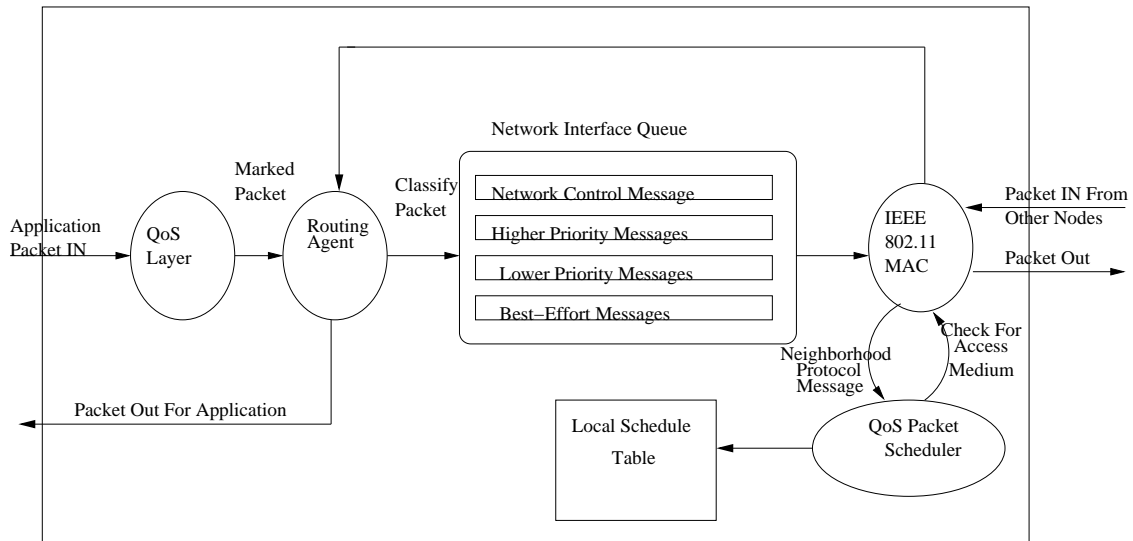 Network Interface Queue
Marked
Packet
Classify
Packet
Application
Packet IN
QoS
Layer
Routing
Agent
Network Control Message
Higher Priority Messages
Lower Priority Messages
Best−Effort Messages
IEEE
802.11
MAC
Packet IN From
Other Nodes
Packet Out
Neighborhood
Protocol
Message
Check For
Access
Medium
Packet Out For Application
Local Schedule
Table
QoS Packet
Scheduler